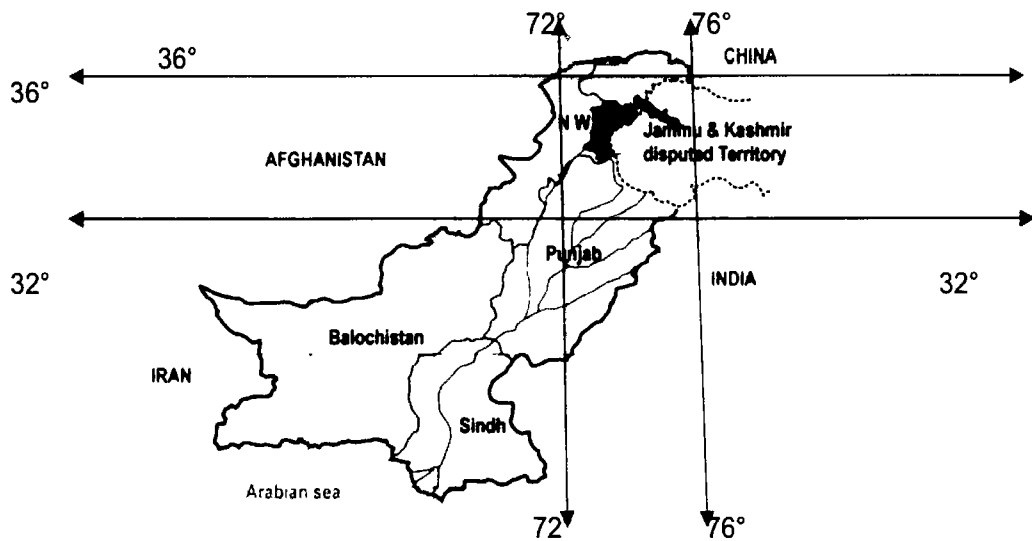 72° 76°
36° CHINA
36°
N W
Jammu & Kashmir
disputed Territory
AFGHANISTAN
Punjab
32° INDIA 32°
Balochistan
IRAN
Sindh
Arabian sea
72 76°